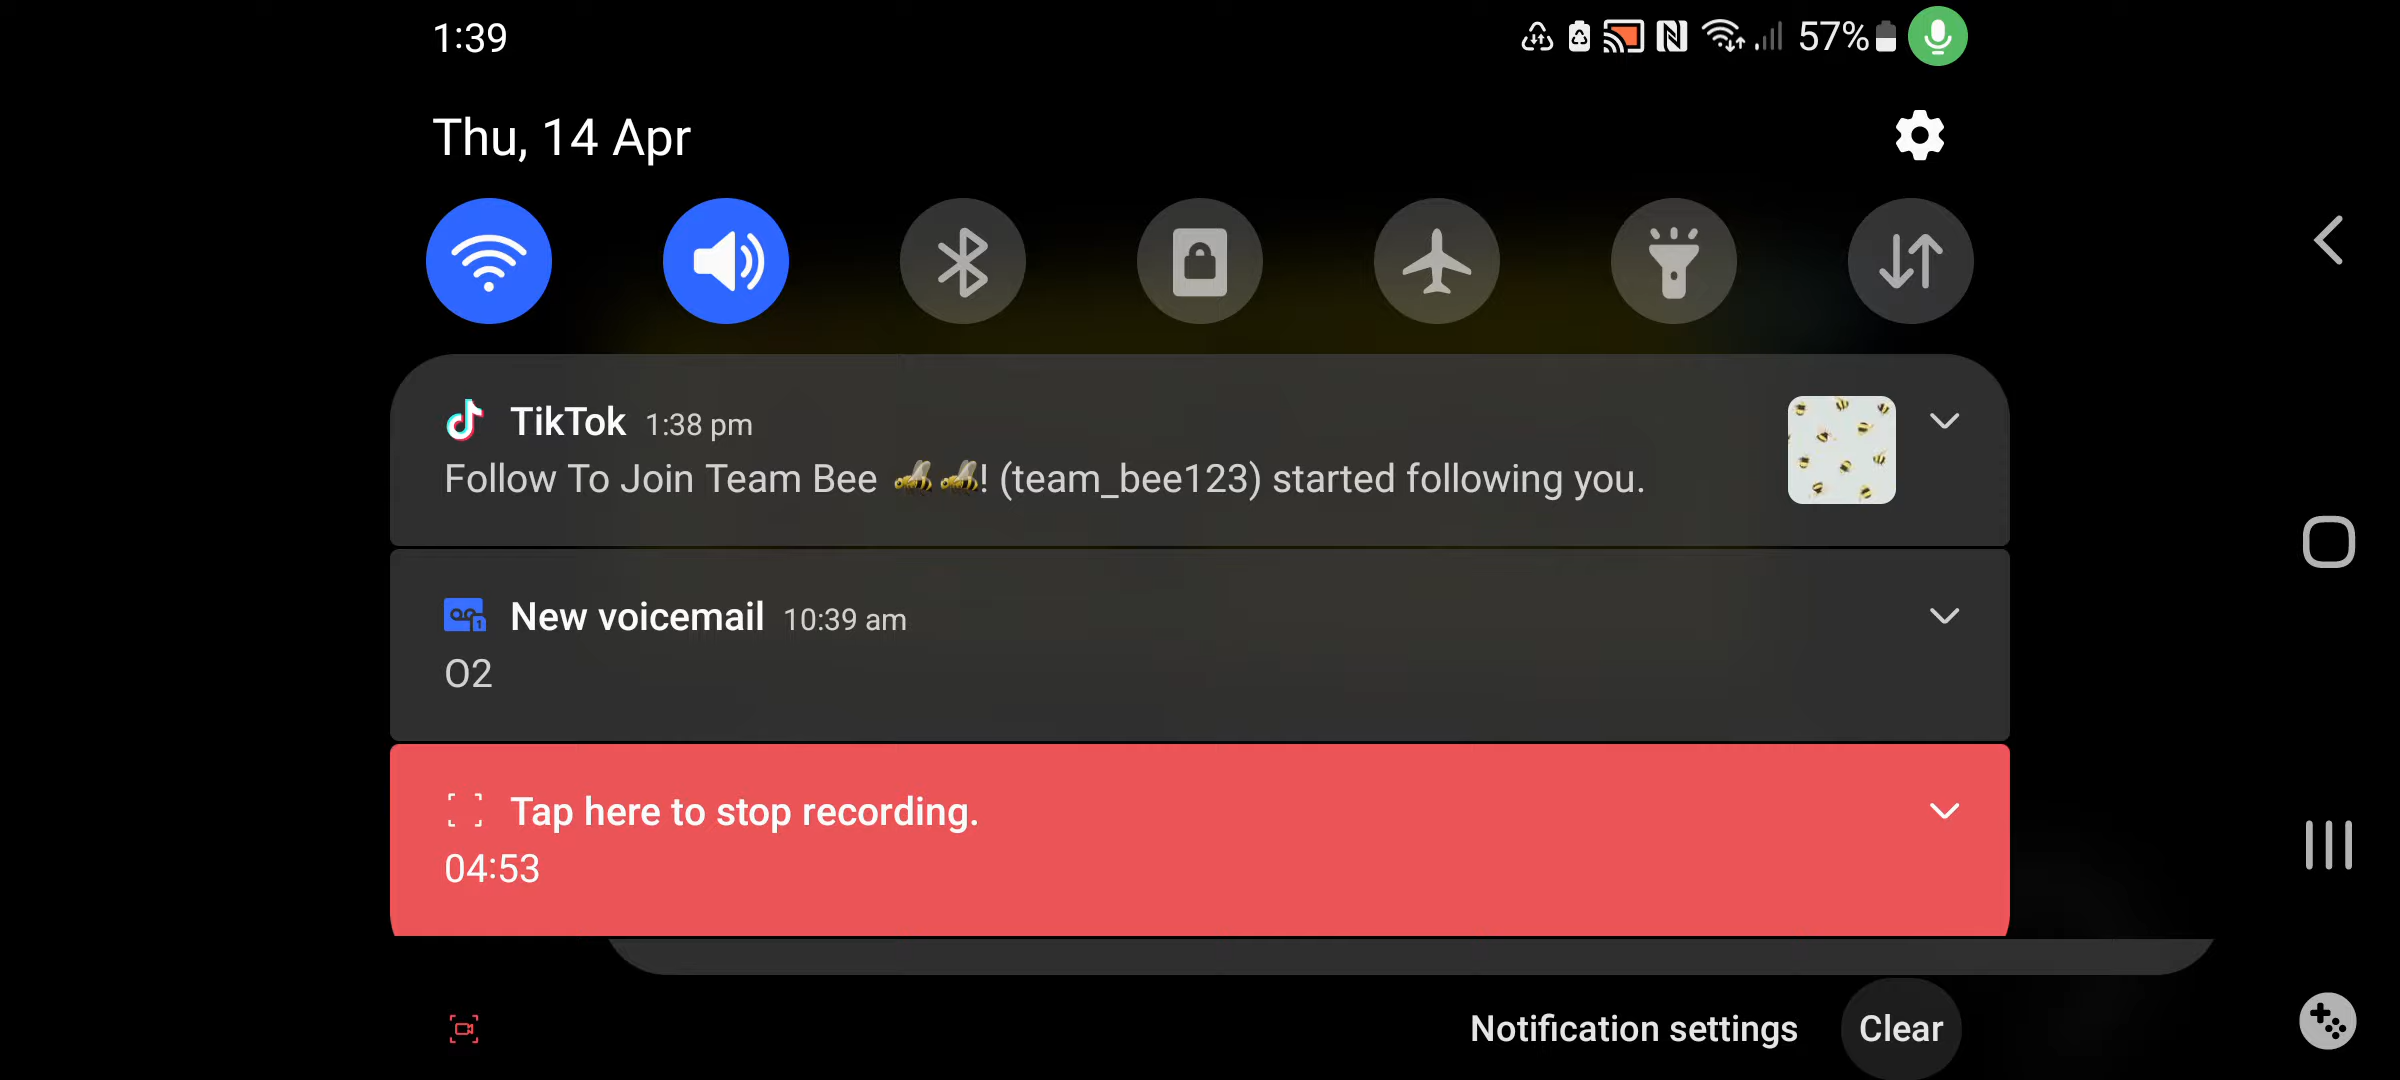 1:39
57%
Thu, 14 Apr
TikTok 1:38 pm
Follow To Join Team Bee 🐝🐝! (team_bee123) started following you.
New voicemail 10:39 am
O2
Tap here to stop recording.
04:53
Notification settings Clear